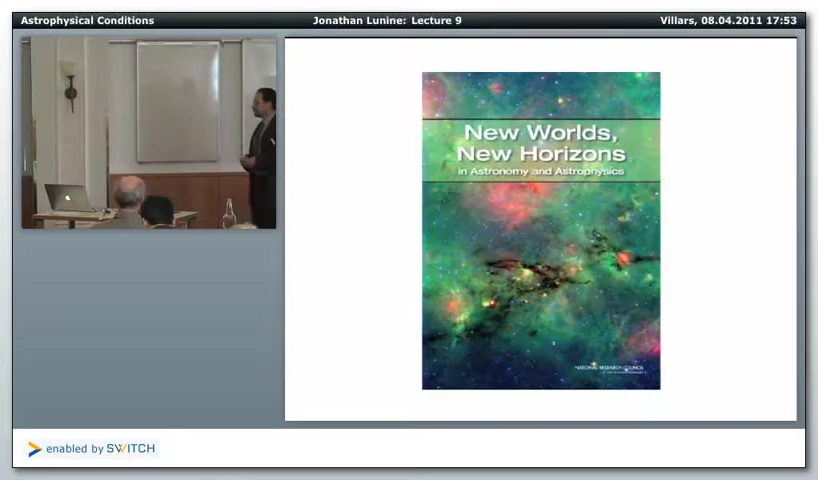 Astrophysical Conditions
Jonathan Lunine: Lecture 9
Villars, 08.04.2011 17:53
New Worlds,
New Horizons
in Astronomy and Astrophysics
NATIONAL RESEARCH COUNCIL
enabled by SWITCH